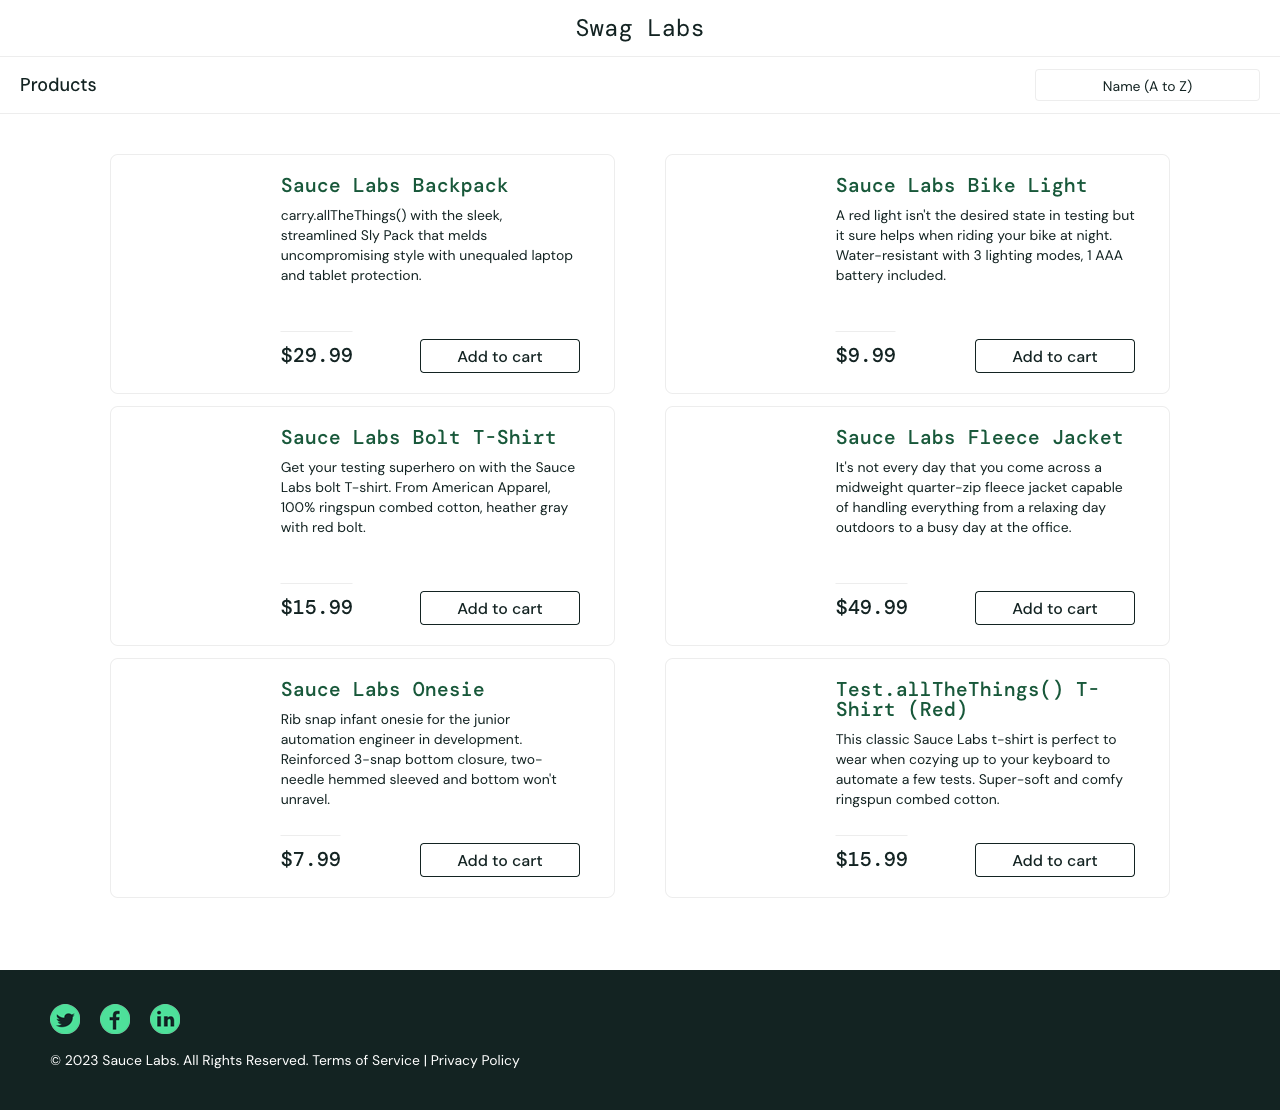 Swag Labs
Products
Name (A to Z)
Sauce Labs Backpack
carry.allTheThings() with the sleek,
streamlined Sly Pack that melds
uncompromising style with unequaled laptop
and tablet protection.
$29.99
Add to cart
Sauce Labs Bike Light
A red light isn't the desired state in testing but
it sure helps when riding your bike at night.
Water-resistant with 3 lighting modes, 1 AAA
battery included.
$9.99
Add to cart
Sauce Labs Bolt T-Shirt
Get your testing superhero on with the Sauce
Labs bolt T-shirt. From American Apparel,
100% ringspun combed cotton, heather gray
with red bolt.
$15.99
Add to cart
Sauce Labs Fleece Jacket
It's not every day that you come across a
midweight quarter-zip fleece jacket capable
of handling everything from a relaxing day
outdoors to a busy day at the office.
$49.99
Add to cart
Sauce Labs Onesie
Rib snap infant onesie for the junior
automation engineer in development.
Reinforced 3-snap bottom closure, two-
needle hemmed sleeved and bottom won't
unravel.
$7.99
Add to cart
Test.allTheThings() T-
Shirt (Red)
This classic Sauce Labs t-shirt is perfect to
wear when cozying up to your keyboard to
automate a few tests. Super-soft and comfy
ringspun combed cotton.
$15.99
Add to cart
© 2023 Sauce Labs. All Rights Reserved. Terms of Service | Privacy Policy